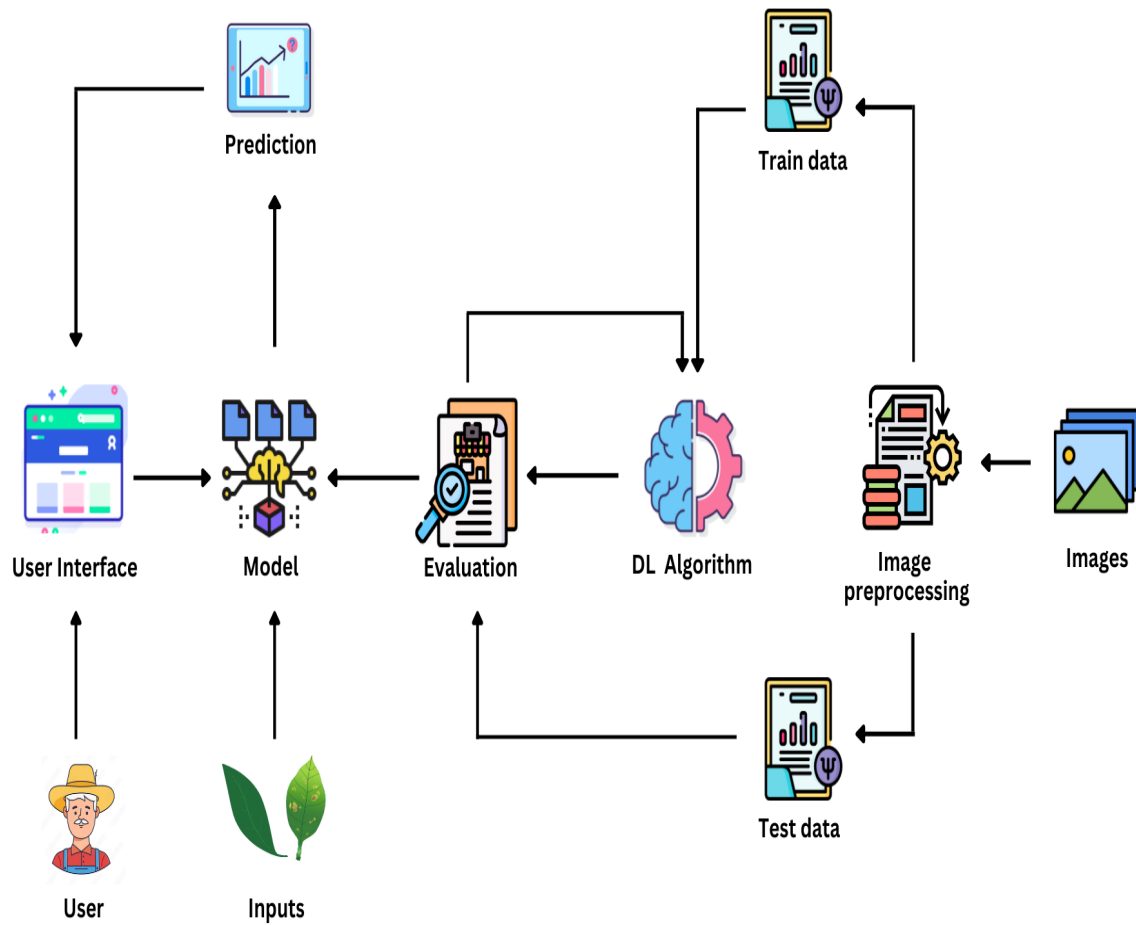 Prediction
Train data
User Interface
Model
Evaluation
DL Algorithm
Image
preprocessing
Images
Test data
User
Inputs